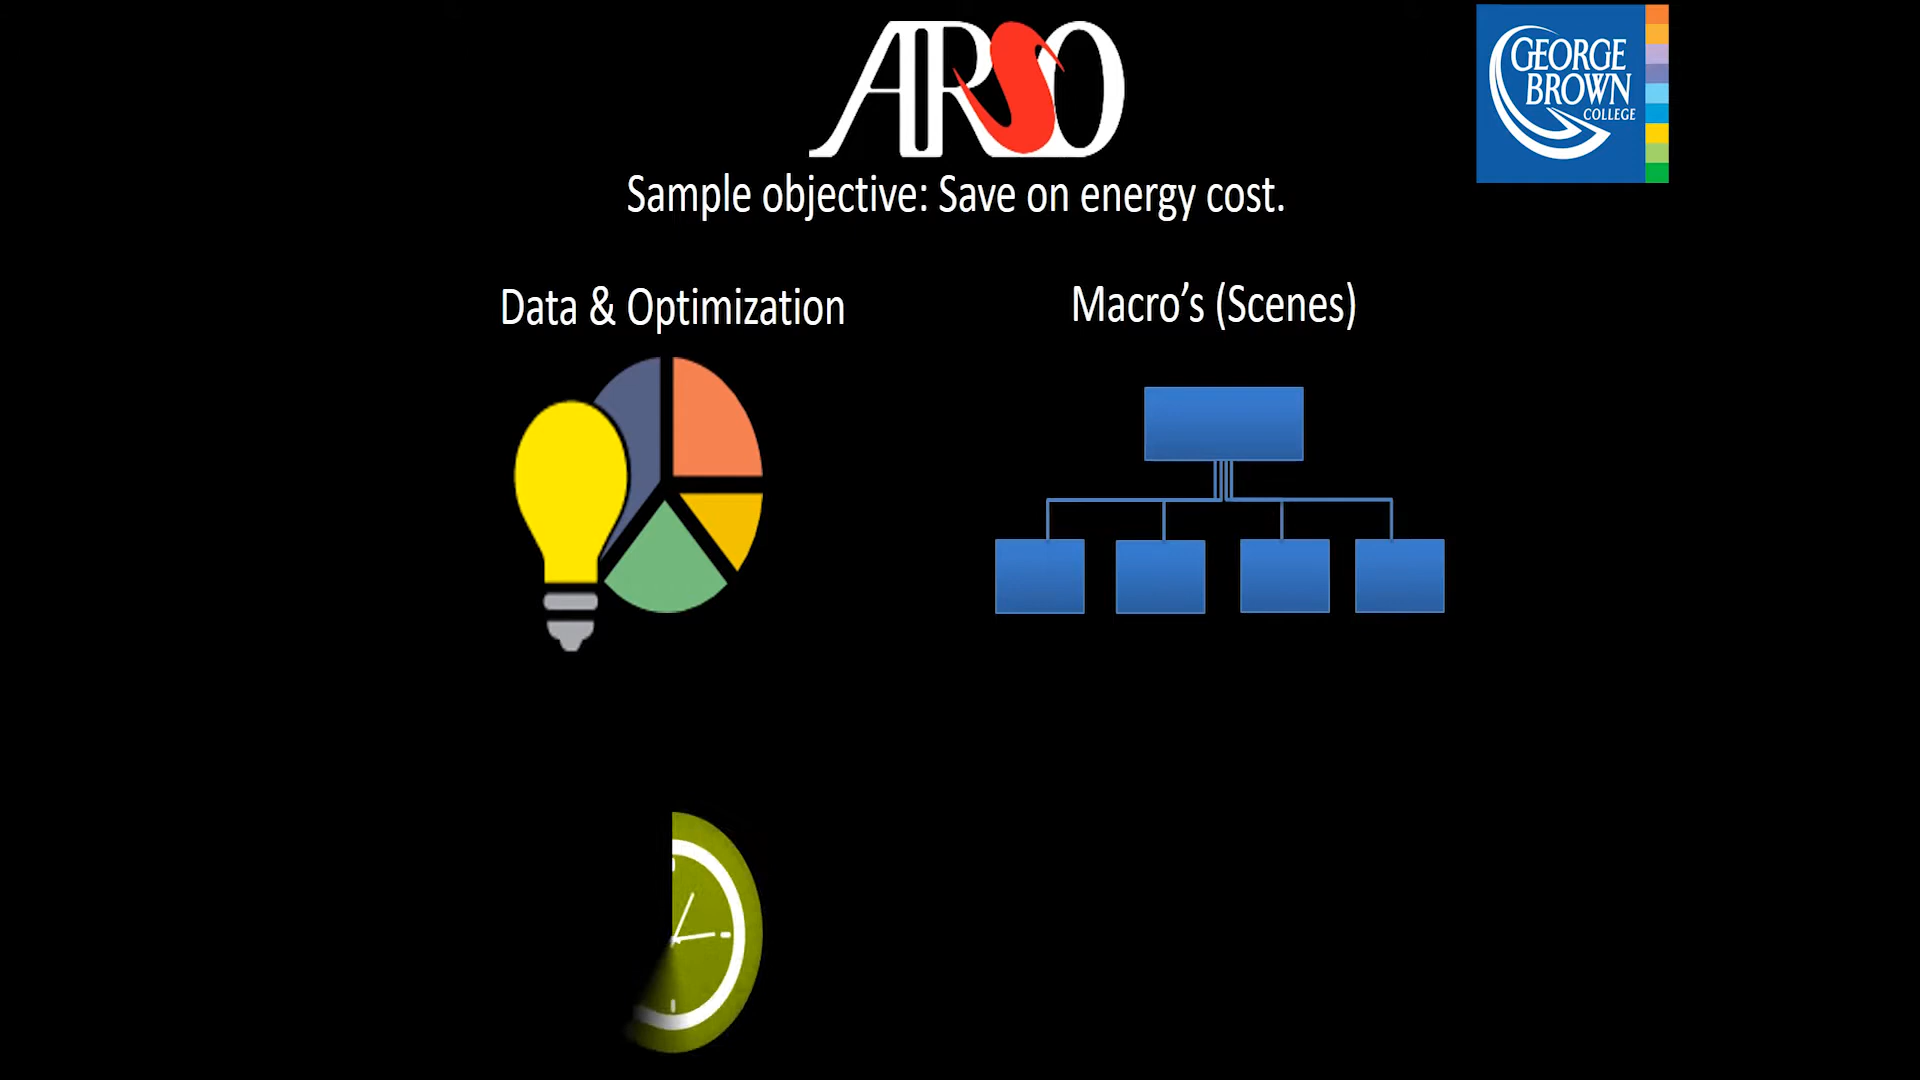 ARSO
GEORGE
BROWN
COLLEGE
Sample objective: Save on energy cost.
Data & Optimization
Macro’s (Scenes)